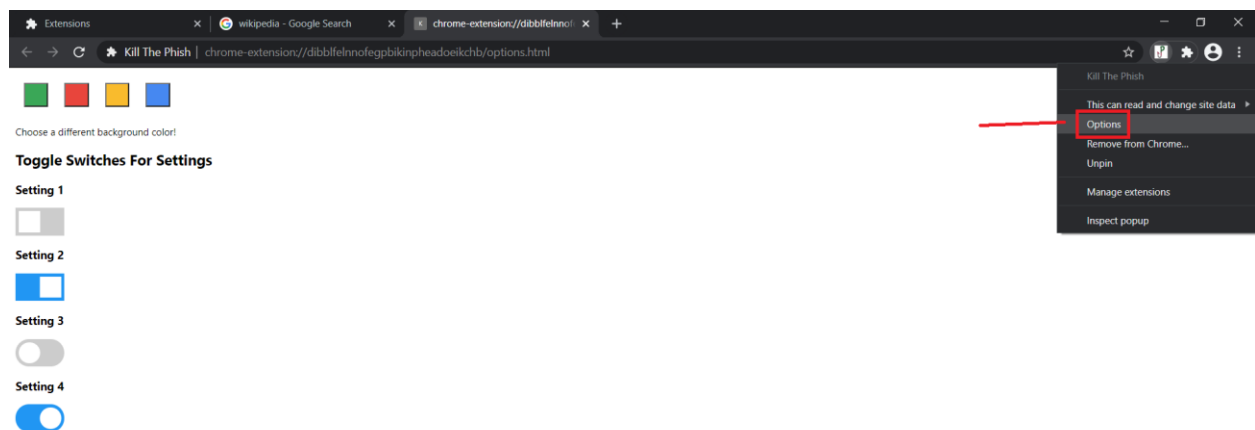 Extensions
wikipedia - Google Search
chrome-extension://dibblfelnnof
Kill The Phish | chrome-extension://dibblfelnnofegpbikinpheadoeikchb/options.html
Kill The Phish
This can read and change site data
Options
Remove from Chrome...
Unpin
Manage extensions
Inspect popup
Choose a different background color!
Toggle Switches For Settings
Setting 1
Setting 2
Setting 3
Setting 4